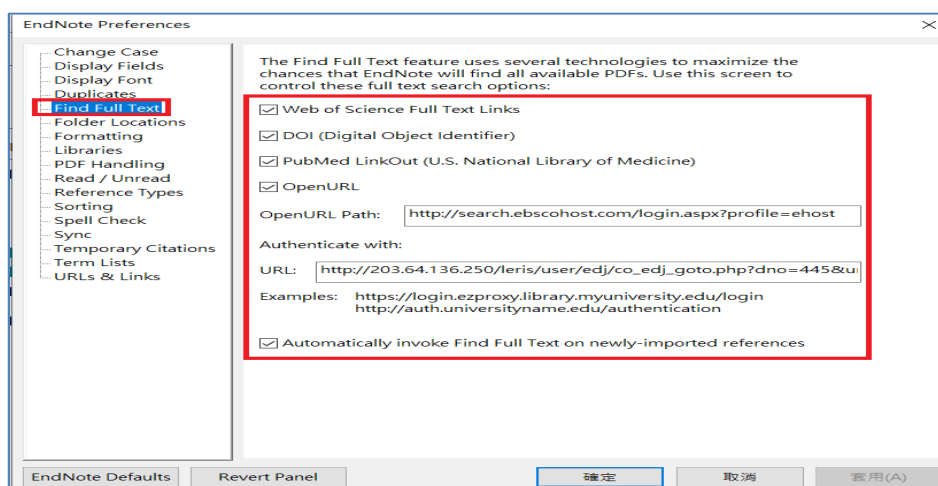 EndNote Preferences
Change Case
Display Fields
Display Font
Duplicates
Find Full Text
Folder Locations
Formatting
Libraries
PDF Handling
Read / Unread
Reference Types
Sorting
Spell Check
Sync
Temporary Citations
Term Lists
URLs & Links
The Find Full Text feature uses several technologies to maximize the
chances that EndNote will find all available PDFs. Use this screen to
control these full text search options:
Web of Science Full Text Links
DOI (Digital Object Identifier)
PubMed LinkOut (U.S. National Library of Medicine)
OpenURL
OpenURL Path: http://search.ebscohost.com/login.aspx?profile=ehost
Authenticate with:
URL: http://203.64.136.250/leris/user/edj/co_edj_goto.php?dno=445&u
Examples: https://login.ezproxy.library.myuniversity.edu/login
http://auth.universityname.edu/authentication
Automatically invoke Find Full Text on newly-imported references
EndNote Defaults Revert Panel 確定 取消 套用(A)